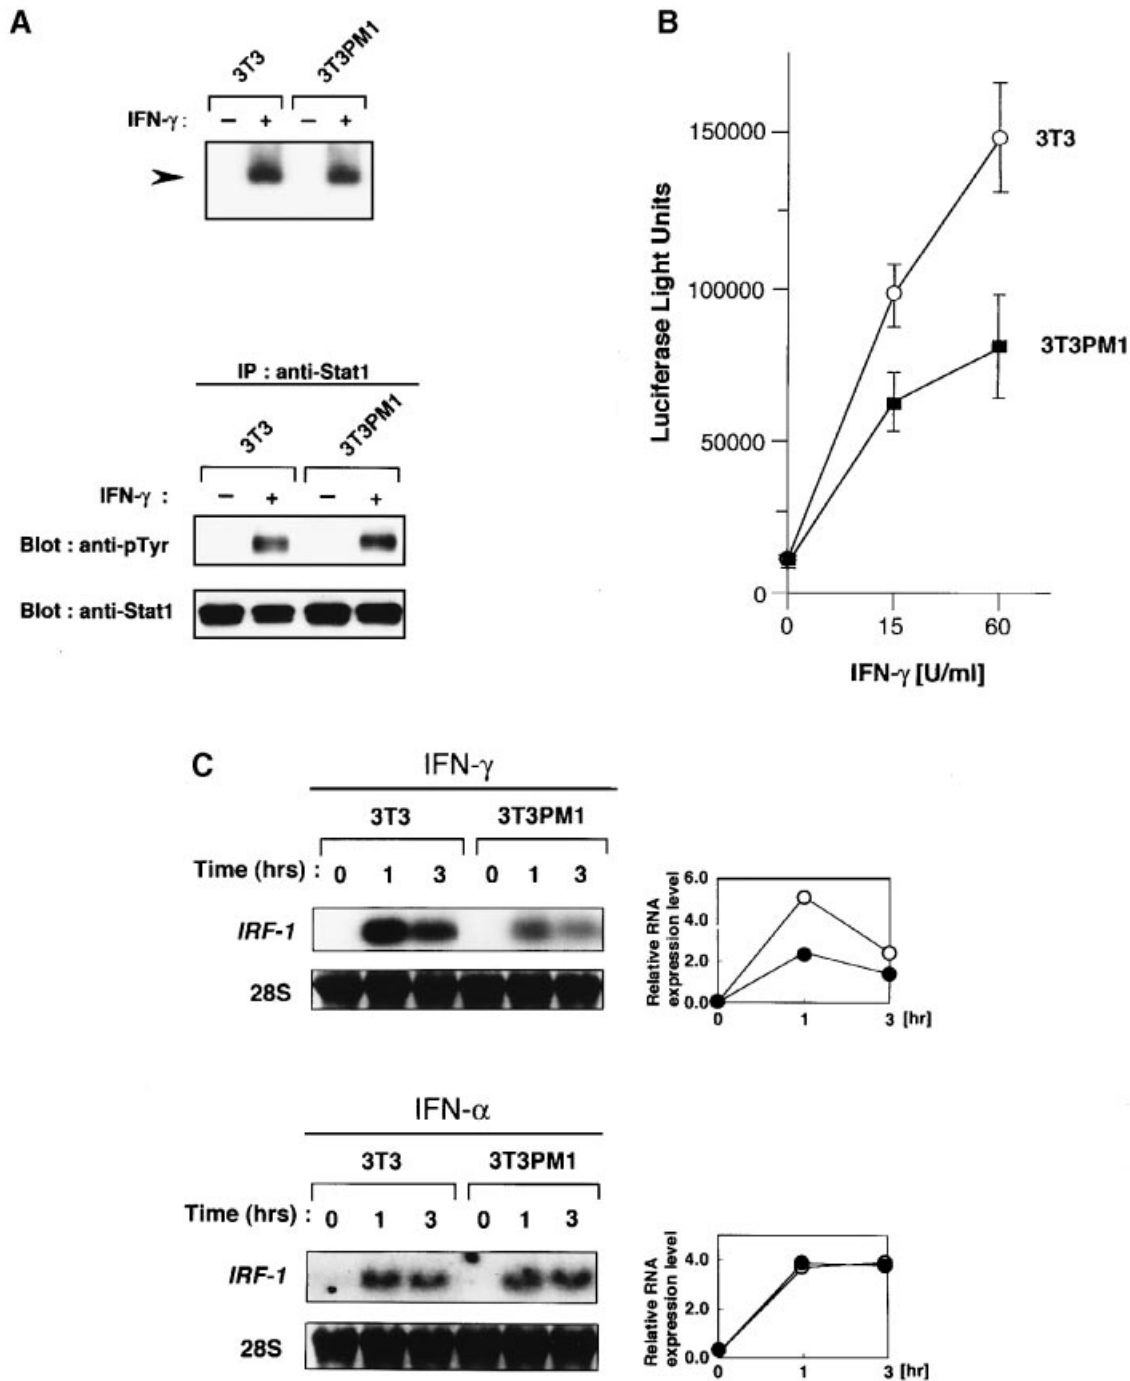 A
3T3 3T3PM1
IFN-γ: − + − +
IP : anti-Stat1
3T3 3T3PM1
IFN-γ : − + − +
Blot : anti-pTyr
Blot : anti-Stat1
B
Luciferase Light Units
150000
100000
50000
0
3T3
3T3PM1
0 15 60
IFN-γ [U/ml]
C
IFN-γ
3T3 3T3PM1
Time (hrs) : 0 1 3 0 1 3
IRF-1
28S
Relative RNA
expression level
6.0
4.0
2.0
0.0
0 1 3 [hr]
IFN-α
3T3 3T3PM1
Time (hrs) : 0 1 3 0 1 3
IRF-1
28S
Relative RNA
expression level
4.0
2.0
0.0
0 1 3 [hr]